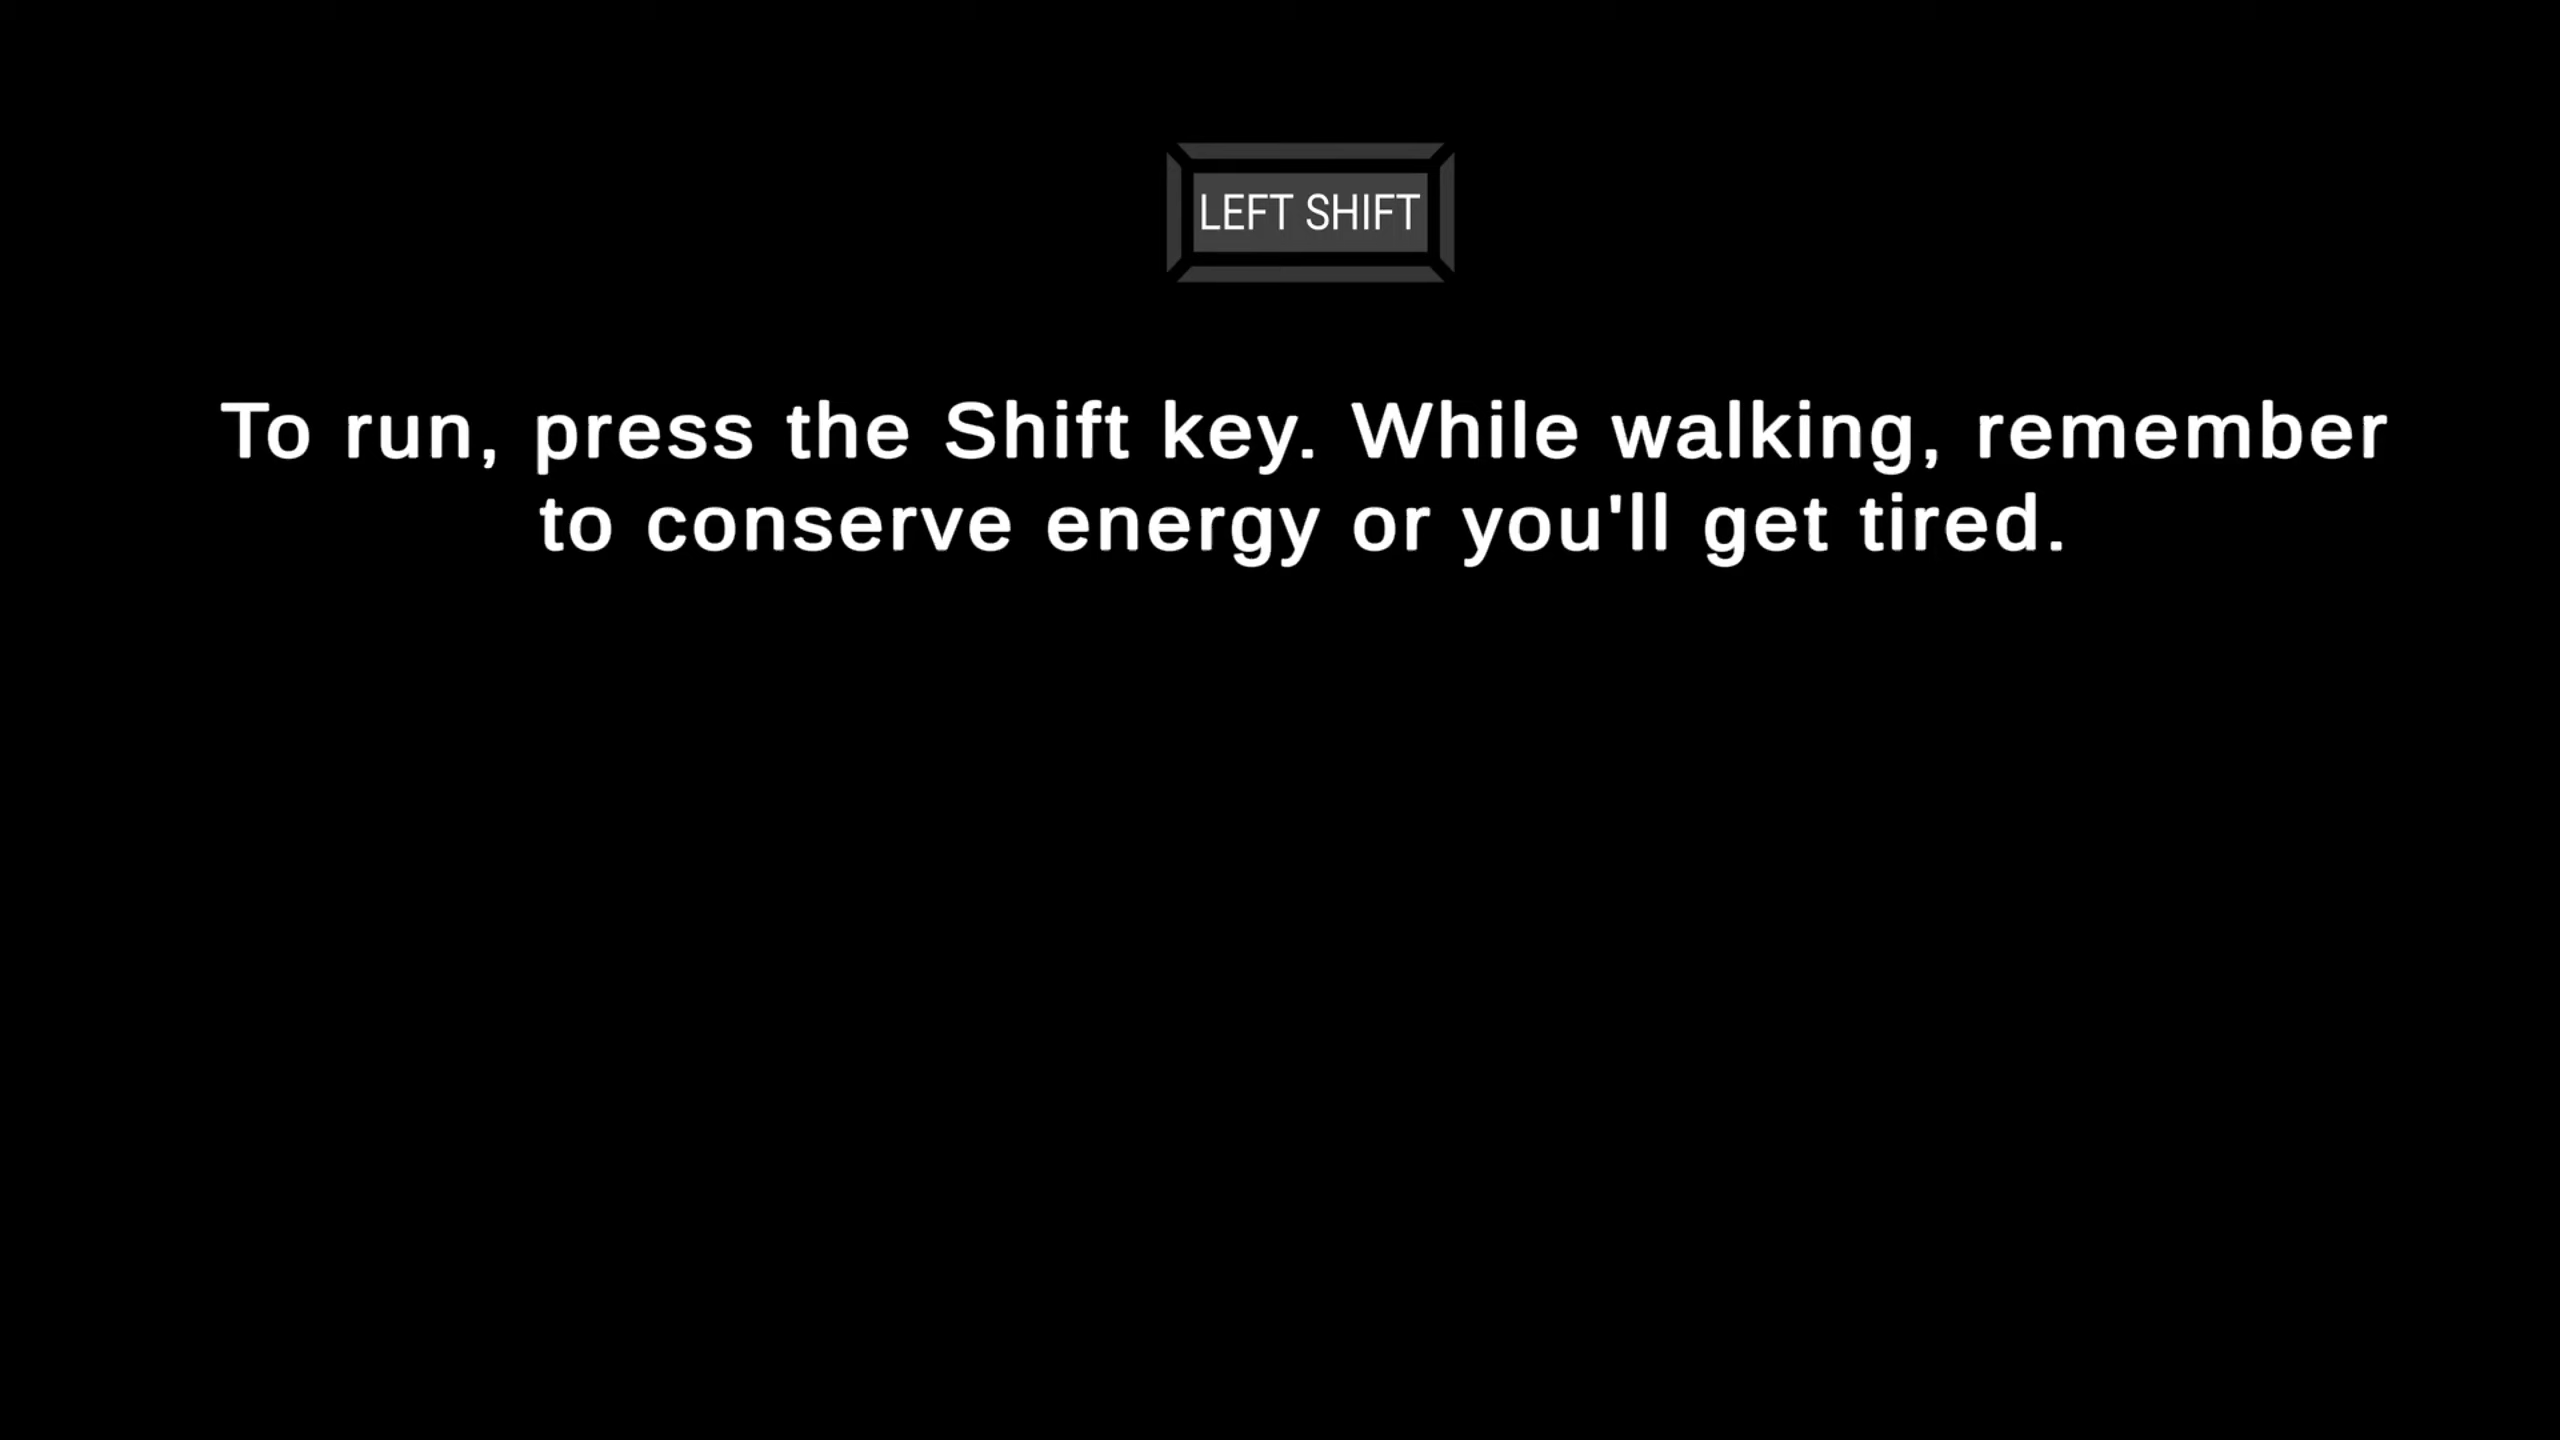 LEFT SHIFT
To run, press the Shift key. While walking, remember
to conserve energy or you'll get tired.